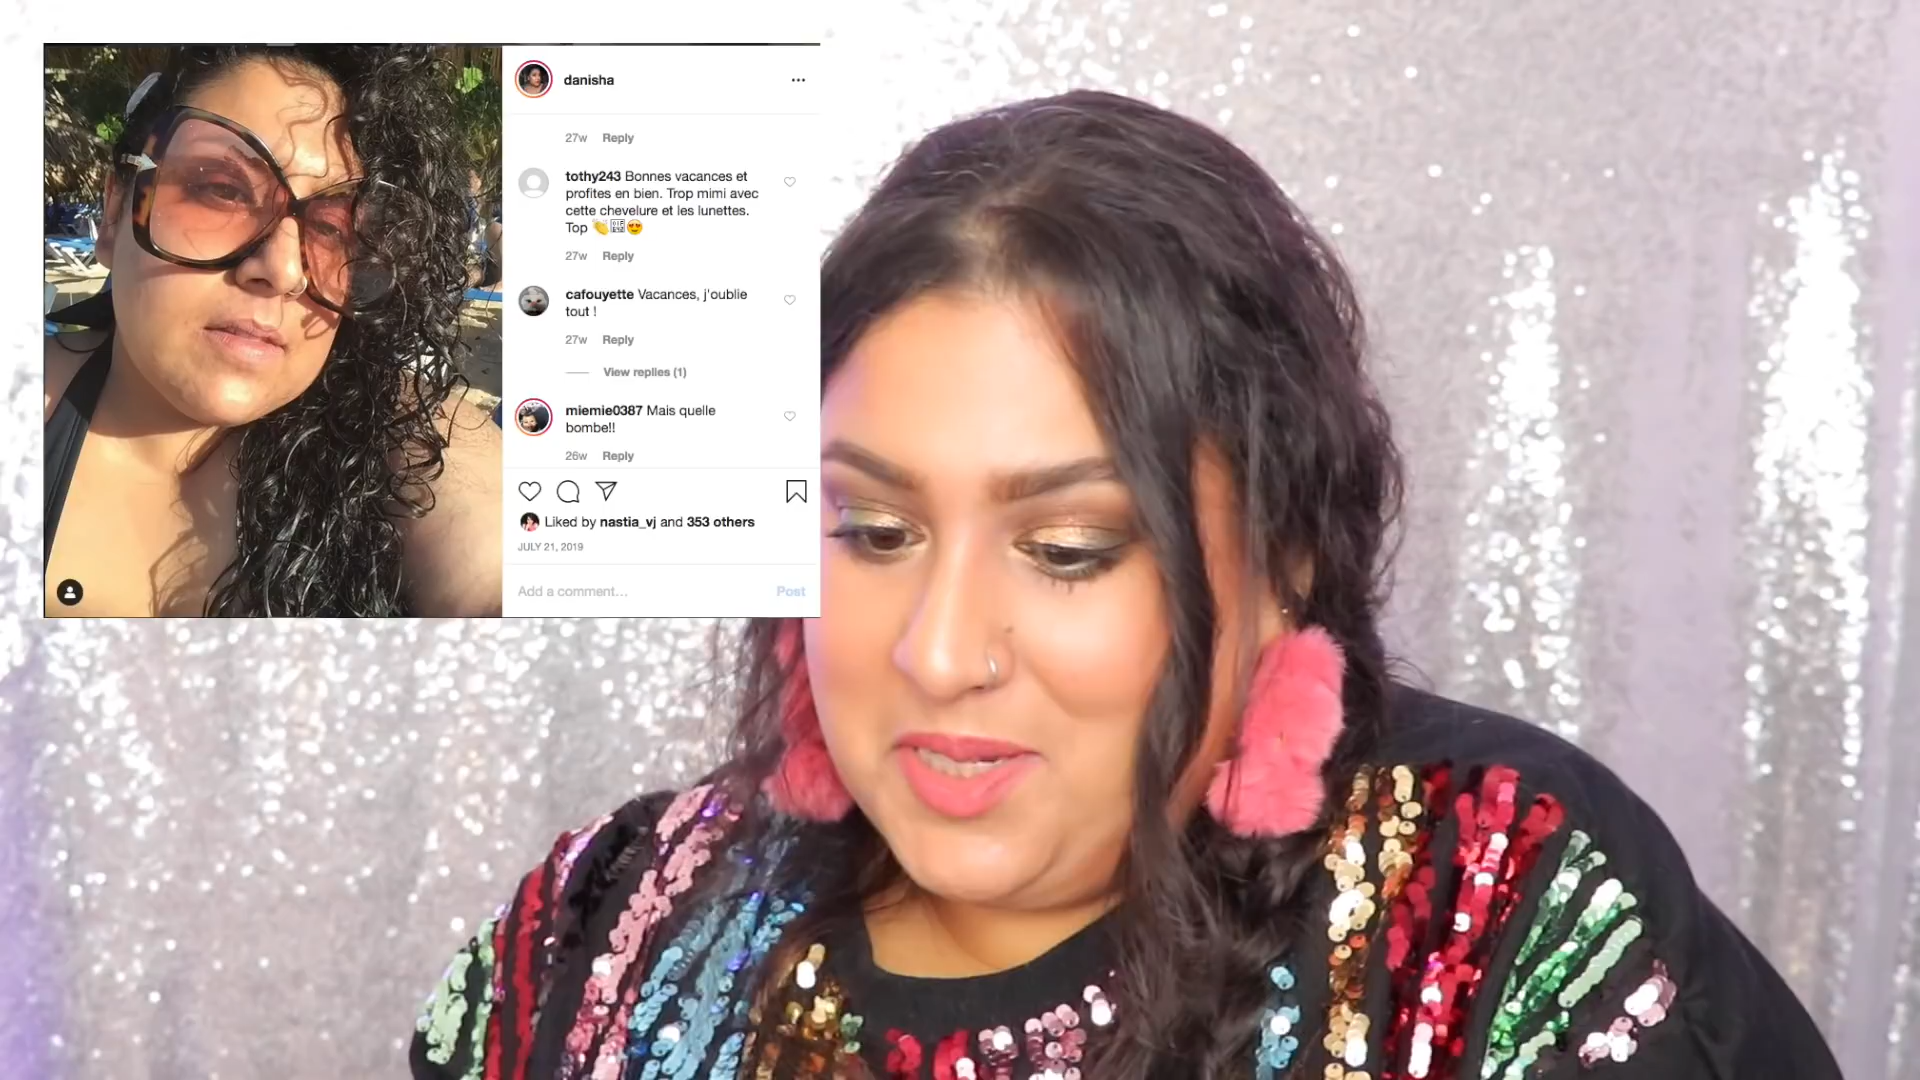 danisha
27w Reply
tothy243 Bonnes vacances et
profites en bien. Trop mimi avec
cette chevelure et les lunettes.
Top 👏🏽😍
27w Reply
cafouyette Vacances, j'oublie
tout !
27w Reply
View replies (1)
miemie0387 Mais quelle
bombe!!
26w Reply
Liked by nastia_vj and 353 others
JULY 21, 2019
Add a comment... Post